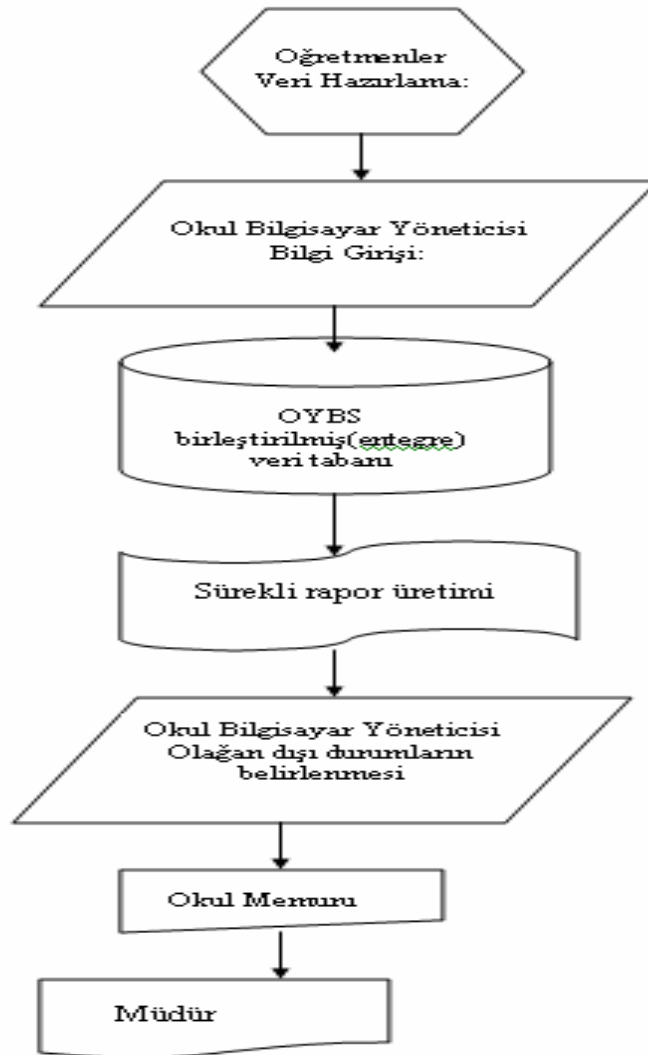 Oğretmenler
Veri Hazırlama:
Okul Bilgisayar Yöneticisi
Bilgi Girişi:
OYBS
birleştirilmiş(entegre)
veri tabanı
Sürekli rapor üretimi
Okul Bilgisayar Yöneticisi
Olağan dışı durumların
belirlenmesi
Okul Memuru
Müdür